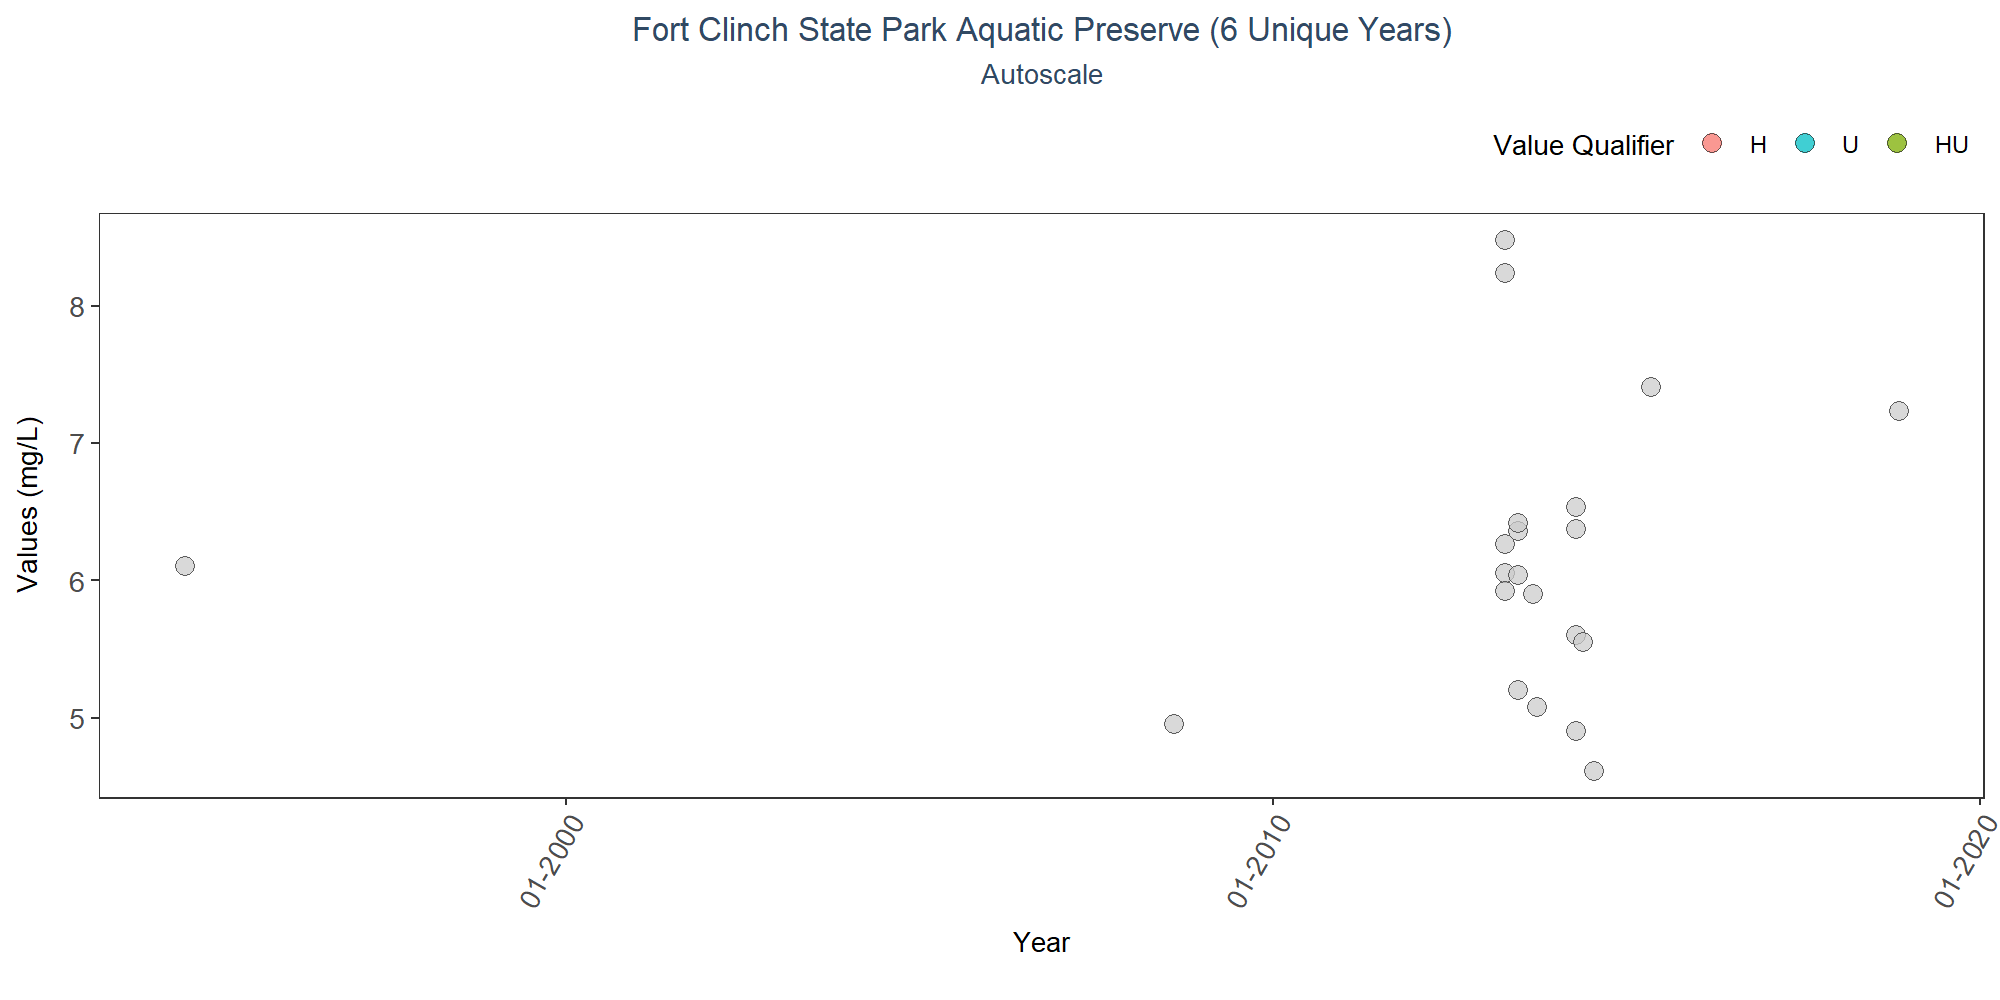 Fort Clinch State Park Aquatic Preserve (6 Unique Years)
Autoscale
Value Qualifier H U HU
8
7
6
5
Values (mg/L)
01-2000
01-2010
01-2020
Year